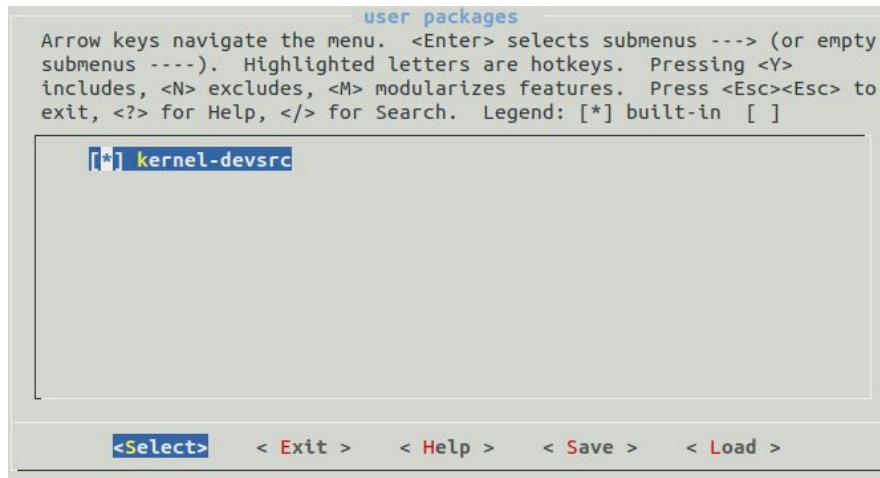 user packages
Arrow keys navigate the menu.  <Enter> selects submenus ---> (or empty
submenus ----).  Highlighted letters are hotkeys.  Pressing <Y>
includes, <N> excludes, <M> modularizes features.  Press <Esc><Esc> to
exit, <?> for Help, </> for Search.  Legend: [*] built-in  [ ]
[*] kernel-devsrc
<Select>    < Exit >    < Help >    < Save >    < Load >